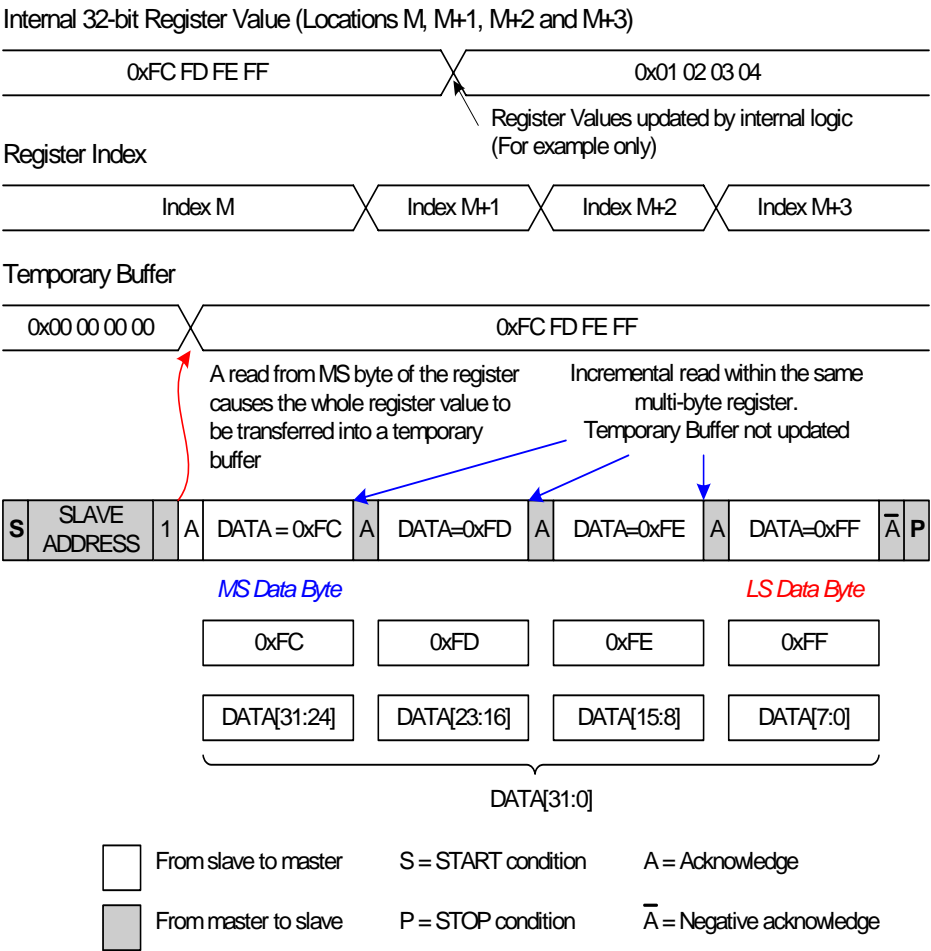 Internal 32-bit Register Value (Locations M, M+1, M+2 and M+3)
0xFC FD FE FF
0x01 02 03 04
Register Values updated by internal logic
(For example only)
Register Index
Index M
Index M+1
Index M+2
Index M+3
Temporary Buffer
0x00 00 00 00
0xFC FD FE FF
A read from MS byte of the register
causes the whole register value to
be transferred into a temporary
buffer
Incremental read within the same
multi-byte register.
Temporary Buffer not updated
S
SLAVE
ADDRESS
1
A
DATA = 0xFC
A
DATA=0xFD
A
DATA=0xFE
A
DATA=0xFF
A̅
P
MS Data Byte
LS Data Byte
0xFC
0xFD
0xFE
0xFF
DATA[31:24]
DATA[23:16]
DATA[15:8]
DATA[7:0]
DATA[31:0]
From slave to master
S = START condition
A = Acknowledge
From master to slave
P = STOP condition
A̅ = Negative acknowledge